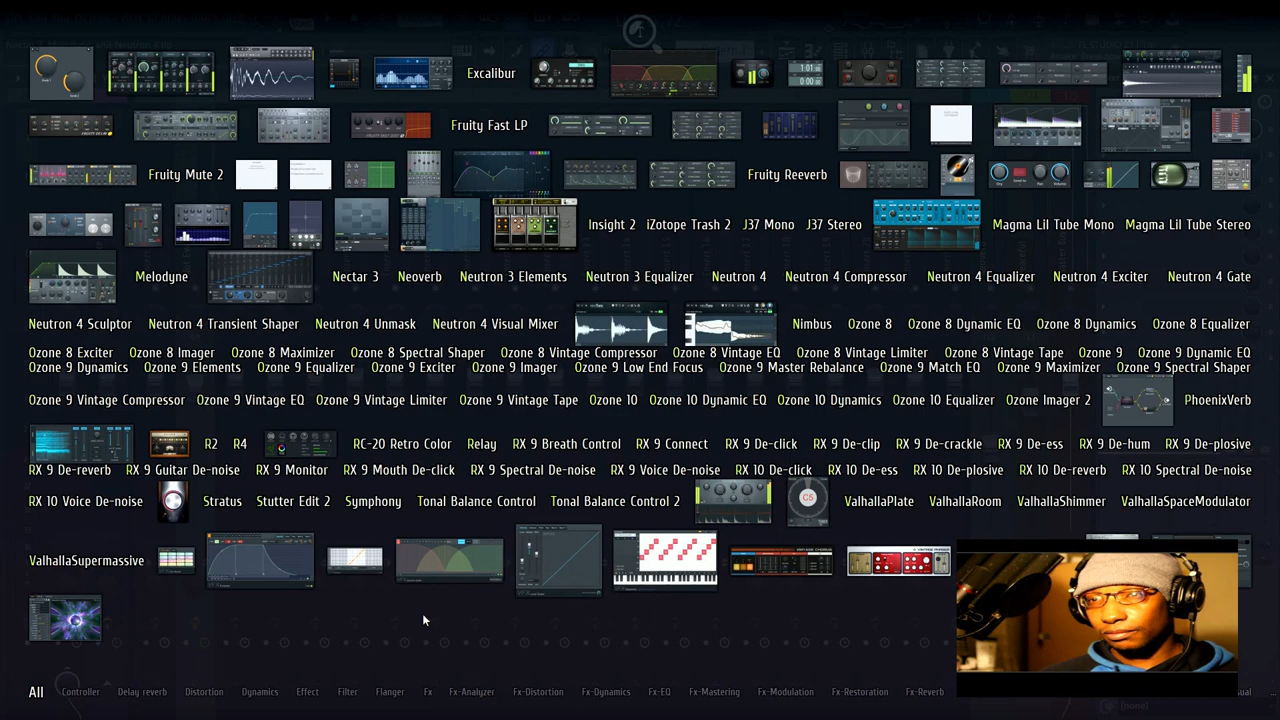 Excalibur
1:01
0:00
Fruity Fast LP
Fruity Mute 2 Fruity Reeverb
Insight 2 iZotope Trash 2 J37 Mono J37 Stereo Magma Lil Tube Mono Magma Lil Tube Stereo
Melodyne Nectar 3 Neoverb Neutron 3 Elements Neutron 3 Equalizer Neutron 4 Neutron 4 Compressor Neutron 4 Equalizer Neutron 4 Exciter Neutron 4 Gate
Neutron 4 Sculptor Neutron 4 Transient Shaper Neutron 4 Unmask Neutron 4 Visual Mixer Nimbus Ozone 8 Ozone 8 Dynamic EQ Ozone 8 Dynamics Ozone 8 Equalizer
Ozone 8 Exciter Ozone 8 Imager Ozone 8 Maximizer Ozone 8 Spectral Shaper Ozone 8 Vintage Compressor Ozone 8 Vintage EQ Ozone 8 Vintage Limiter Ozone 8 Vintage Tape Ozone 9 Ozone 9 Dynamic EQ
Ozone 9 Dynamics Ozone 9 Elements Ozone 9 Equalizer Ozone 9 Exciter Ozone 9 Imager Ozone 9 Low End Focus Ozone 9 Master Rebalance Ozone 9 Match EQ Ozone 9 Maximizer Ozone 9 Spectral Shaper
Ozone 9 Vintage Compressor Ozone 9 Vintage EQ Ozone 9 Vintage Limiter Ozone 9 Vintage Tape Ozone 10 Ozone 10 Dynamic EQ Ozone 10 Dynamics Ozone 10 Equalizer Ozone Imager 2 PhoenixVerb
R2 R4 RC-20 Retro Color Relay RX 9 Breath Control RX 9 Connect RX 9 De-click RX 9 De-clip RX 9 De-crackle RX 9 De-ess RX 9 De-hum RX 9 De-plosive
RX 9 De-reverb RX 9 Guitar De-noise RX 9 Monitor RX 9 Mouth De-click RX 9 Spectral De-noise RX 9 Voice De-noise RX 10 De-click RX 10 De-ess RX 10 De-plosive RX 10 De-reverb RX 10 Spectral De-noise
RX 10 Voice De-noise Stratus Stutter Edit 2 Symphony Tonal Balance Control Tonal Balance Control 2 C5 ValhallaPlate ValhallaRoom ValhallaShimmer ValhallaSpaceModulator
ValhallaSupermassive
All Controller Delay reverb Distortion Dynamics Effect Filter Flanger Fx Fx-Analyzer Fx-Distortion Fx-Dynamics Fx-EQ Fx-Mastering Fx-Modulation Fx-Restoration Fx-Reverb
(none)